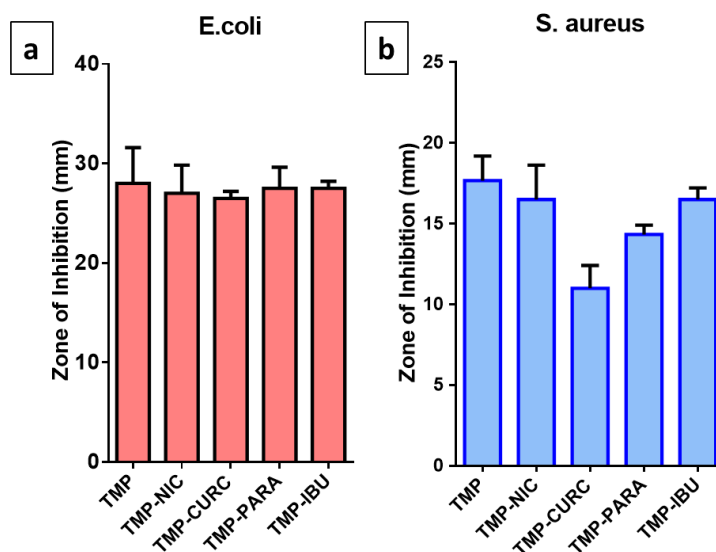 a
E.coli
Zone of Inhibition (mm)
40
30
20
10
0
TMP
TMP-NIC
TMP-CURC
TMP-PARA
TMP-IBU
b
S. aureus
Zone of Inhibition (mm)
25
20
15
10
5
0
TMP
TMP-NIC
TMP-CURC
TMP-PARA
TMP-IBU